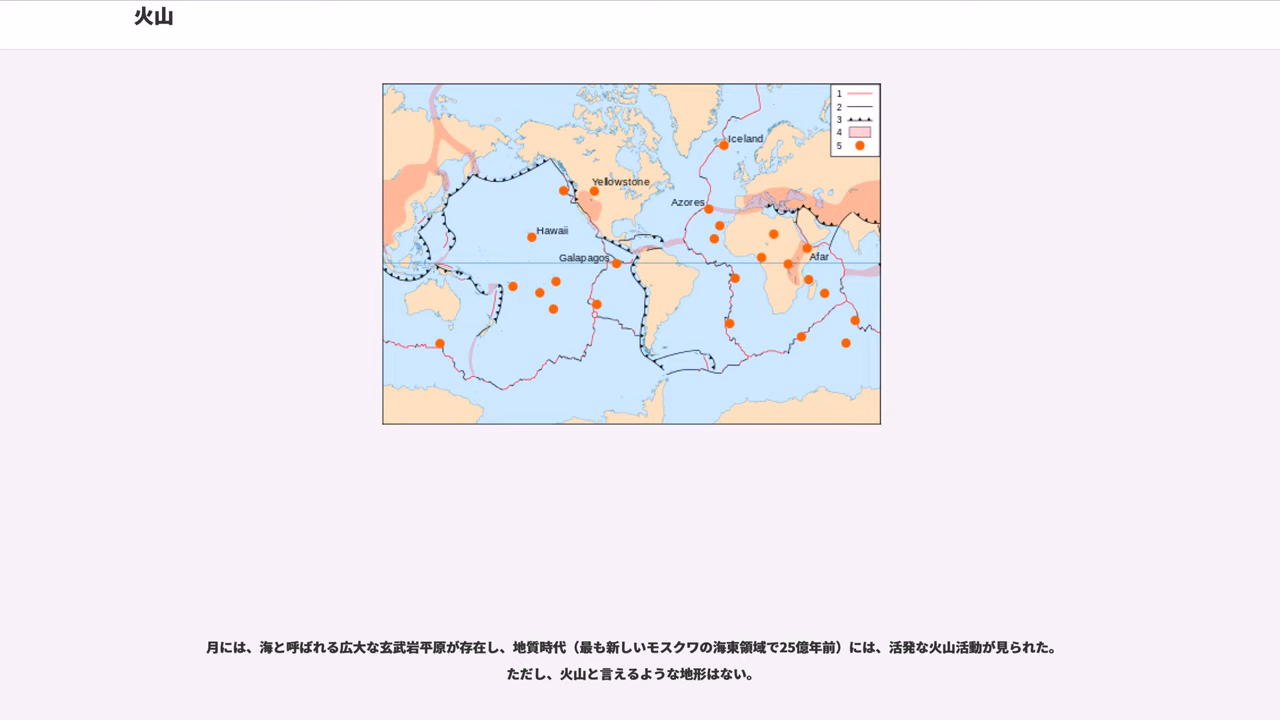 火山
1
2
3
4
5
Iceland
Yellowstone
Azores
Hawaii
Galapagos
Afar
月には、海と呼ばれる広大な玄武岩平原が存在し、地質時代（最も新しいモスクワの海東領域で25億年前）には、活発な火山活動が見られた。
ただし、火山と言えるような地形はない。